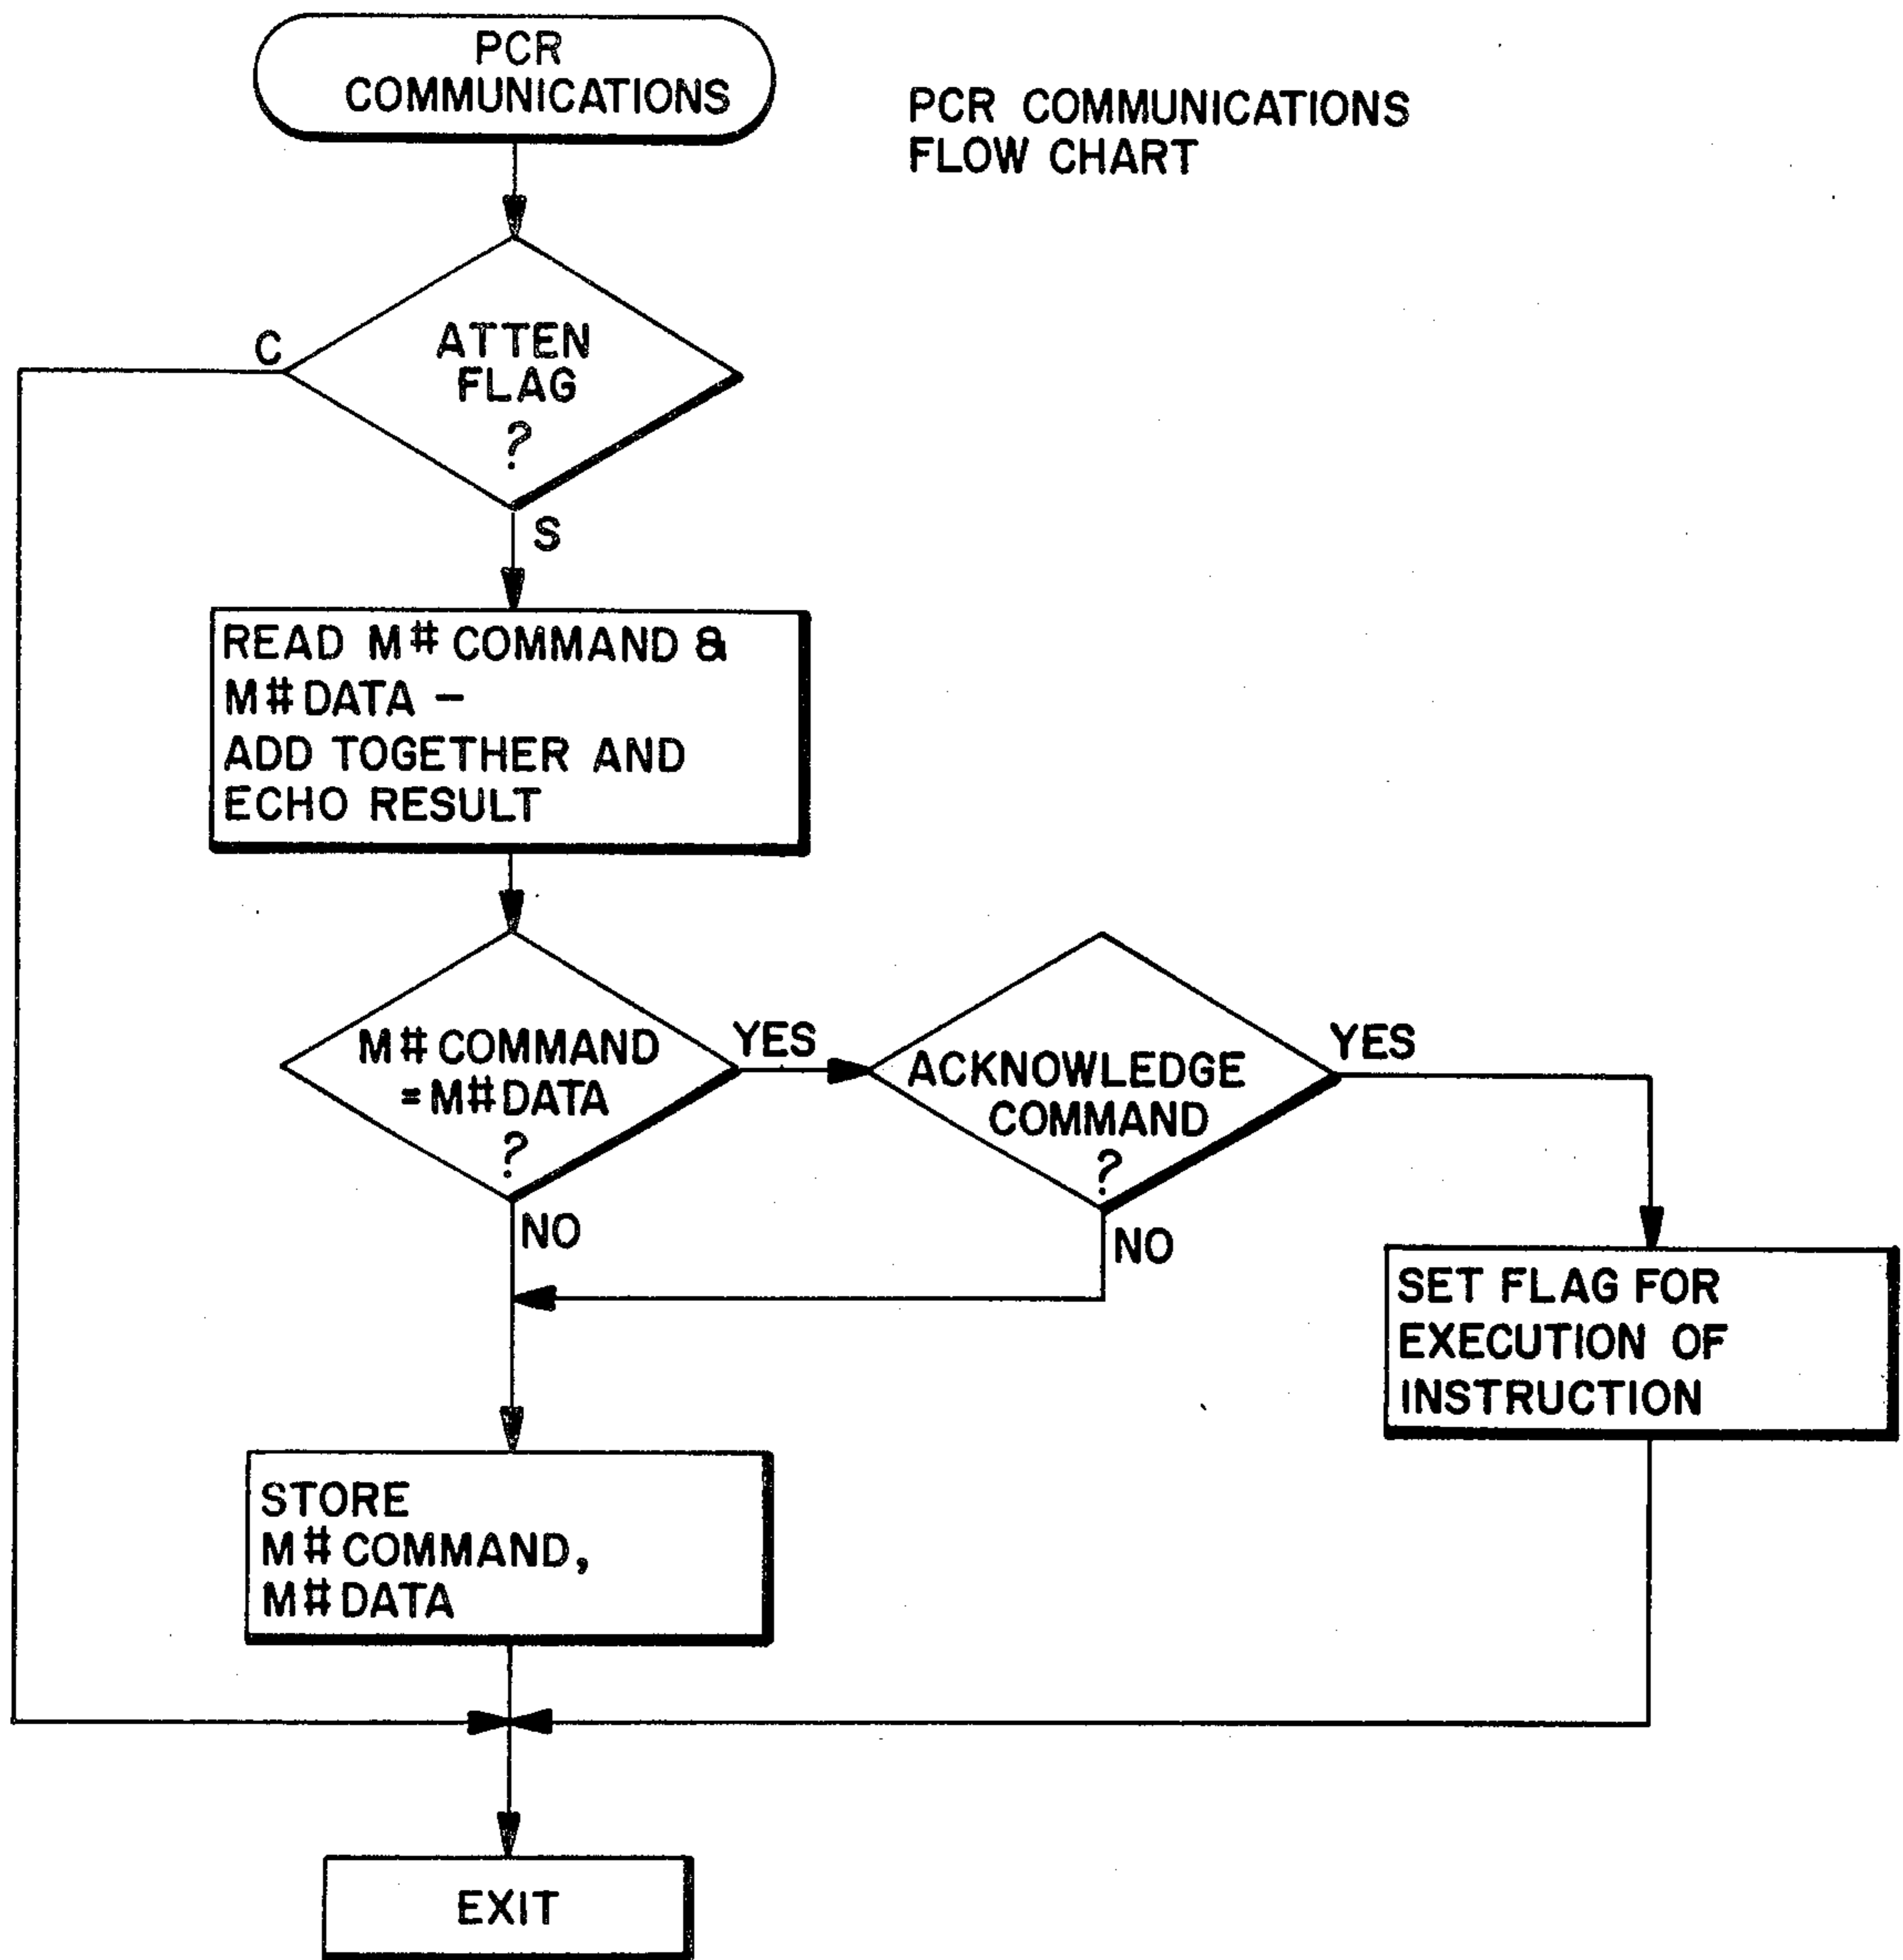 PCR
COMMUNICATIONS
PCR COMMUNICATIONS
FLOW CHART
ATTEN
FLAG
?
C
S
READ M# COMMAND &
M# DATA –
ADD TOGETHER AND
ECHO RESULT
M# COMMAND
= M# DATA
?
YES
NO
ACKNOWLEDGE
COMMAND
?
YES
NO
SET FLAG FOR
EXECUTION OF
INSTRUCTION
STORE
M# COMMAND,
M# DATA
EXIT